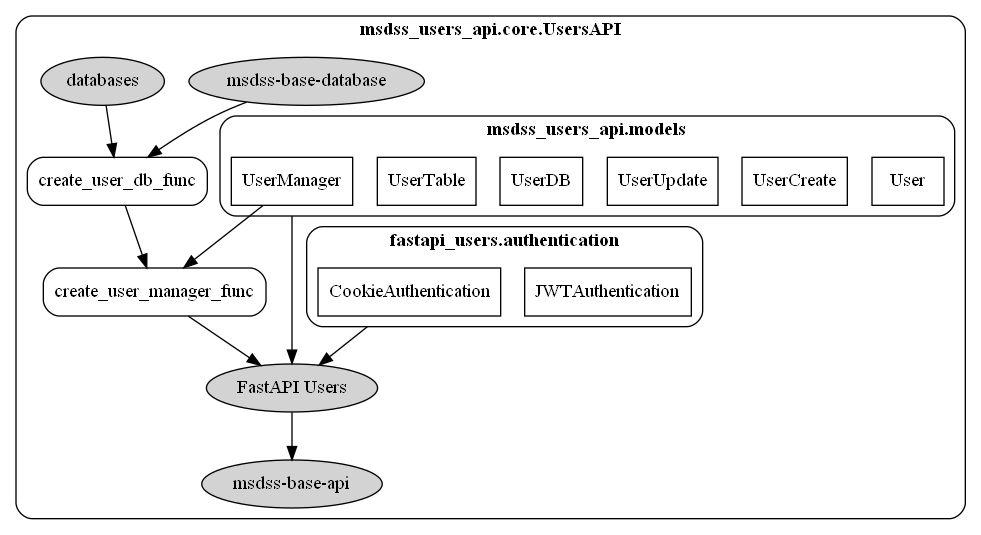 msdss_users_api.core.UsersAPI
databases
msdss-base-database
msdss_users_api.models
create_user_db_func
UserManager
UserTable
UserDB
UserUpdate
UserCreate
User
fastapi_users.authentication
create_user_manager_func
CookieAuthentication
JWTAuthentication
FastAPI Users
msdss-base-api